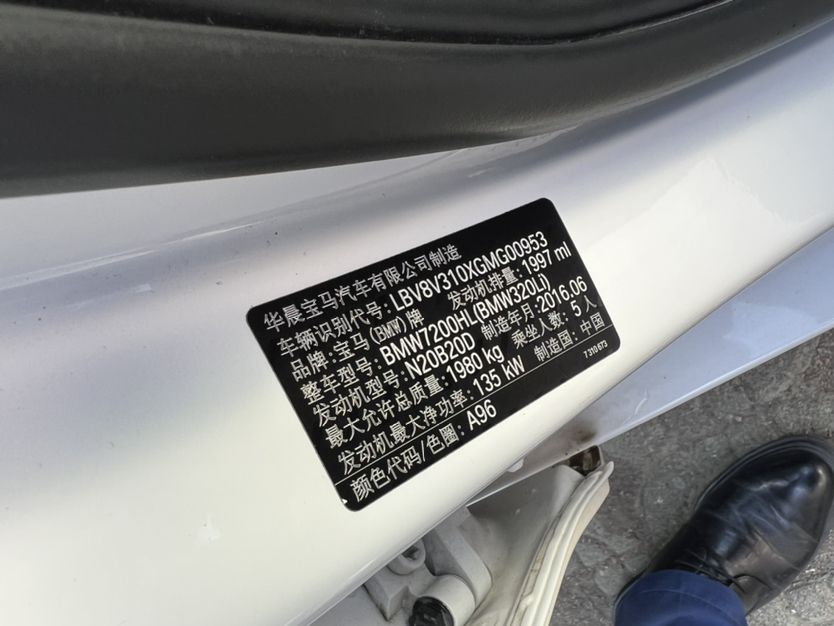 华晨宝马汽车有限公司制造
车辆识别代号: LBV8V310XGMG00953
品牌: 宝马(BMW)牌 发动机排量: 1997 ml
整车型号: BMW7200HL(BMW320Li)
发动机型号: N20B20D 制造年月: 2016.06
最大允许总质量: 1980 kg 乘坐人数: 5 人
发动机最大净功率: 135 kW 制造国: 中国
颜色代码/色圈: A96 7 310 673